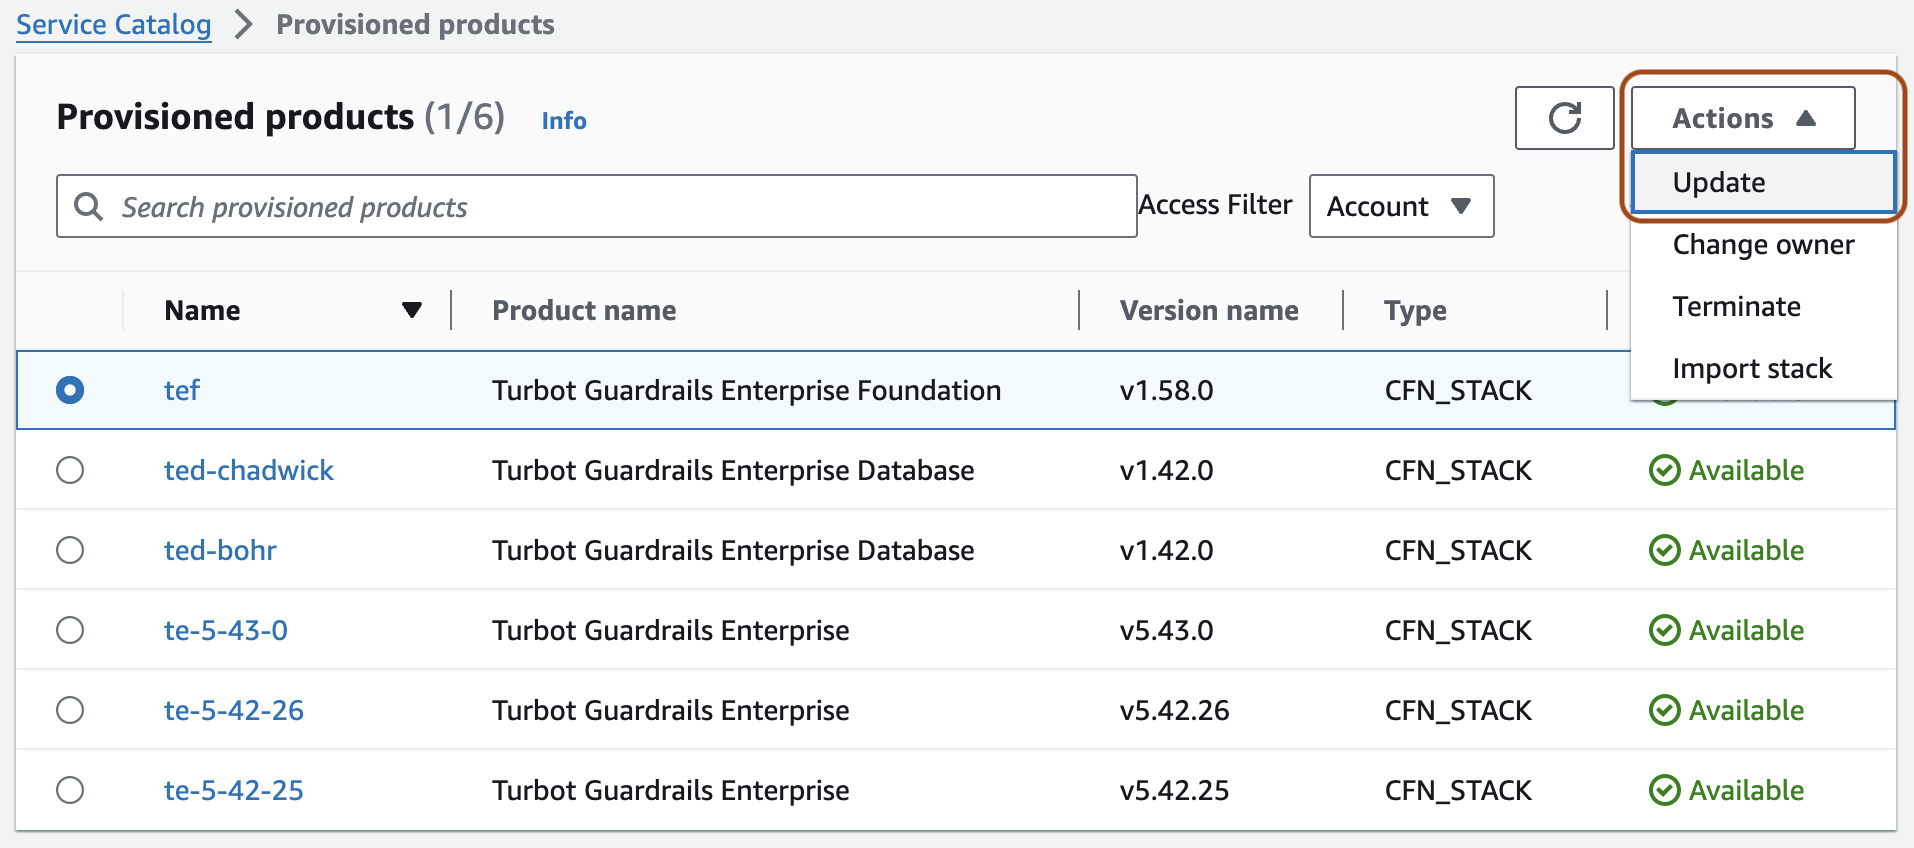 Service Catalog > Provisioned products
Provisioned products (1/6) Info
Actions
Update
Search provisioned products
Access Filter
Account
Change owner
Terminate
Import stack
Name Product name Version name Type
tef Turbot Guardrails Enterprise Foundation v1.58.0 CFN_STACK
ted-chadwick Turbot Guardrails Enterprise Database v1.42.0 CFN_STACK Available
ted-bohr Turbot Guardrails Enterprise Database v1.42.0 CFN_STACK Available
te-5-43-0 Turbot Guardrails Enterprise v5.43.0 CFN_STACK Available
te-5-42-26 Turbot Guardrails Enterprise v5.42.26 CFN_STACK Available
te-5-42-25 Turbot Guardrails Enterprise v5.42.25 CFN_STACK Available